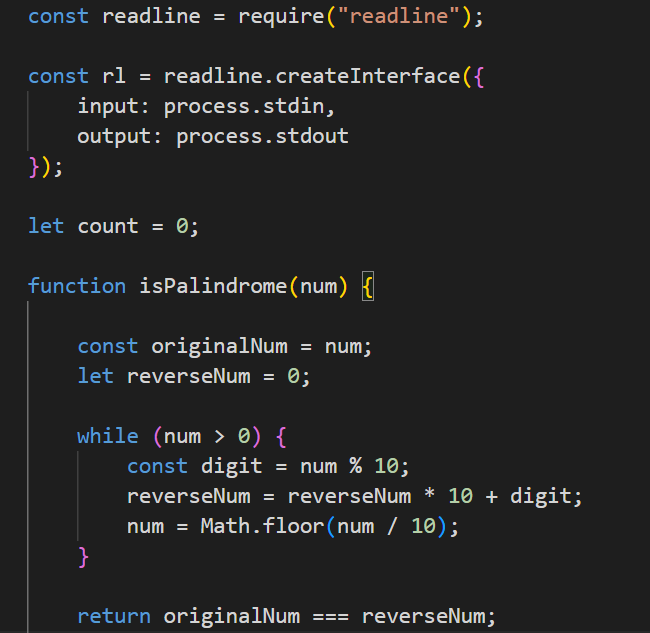 const readline = require("readline");
const rl = readline.createInterface({
    input: process.stdin,
    output: process.stdout
});
let count = 0;
function isPalindrome(num) {
    const originalNum = num;
    let reverseNum = 0;
    while (num > 0) {
        const digit = num % 10;
        reverseNum = reverseNum * 10 + digit;
        num = Math.floor(num / 10);
    }
    return originalNum === reverseNum;